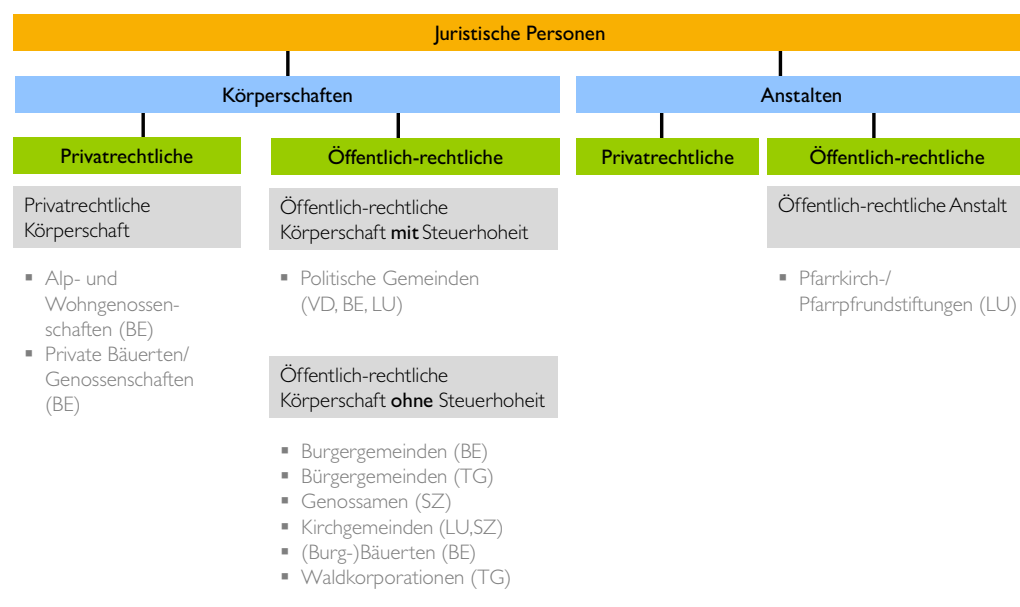 Juristische Personen
Körperschaften
Anstalten
Privatrechtliche
Öffentlich-rechtliche
Privatrechtliche
Öffentlich-rechtliche
Privatrechtliche
Körperschaft
▪ Alp- und
Wohngenossen-
schaften (BE)
▪ Private Bäuerten/
Genossenschaften
(BE)
Öffentlich-rechtliche
Körperschaft mit Steuerhoheit
▪ Politische Gemeinden
(VD, BE, LU)
Öffentlich-rechtliche
Körperschaft ohne Steuerhoheit
▪ Burgergemeinden (BE)
▪ Bürgergemeinden (TG)
▪ Genossamen (SZ)
▪ Kirchgemeinden (LU,SZ)
▪ (Burg-)Bäuerten (BE)
▪ Waldkorporationen (TG)
Öffentlich-rechtliche Anstalt
▪ Pfarrkirch-/
Pfarrpfrundstiftungen (LU)